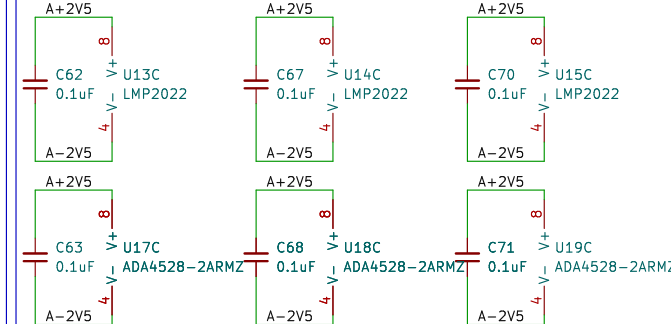 A+2V5 A+2V5 A+2V5
8 8 8
C62 V+ U13C C67 V+ U14C C70 V+ U15C
0.1uF V- LMP2022 0.1uF V- LMP2022 0.1uF V- LMP2022
4 4 4
A-2V5 A-2V5 A-2V5
A+2V5 A+2V5 A+2V5
8 8 8
C63 V+ U17C C68 V+ U18C C71 V+ U19C
0.1uF V- ADA4528-2ARMZ 0.1uF V- ADA4528-2ARMZ 0.1uF V- ADA4528-2ARMZ
4 4 4
A-2V5 A-2V5 A-2V5